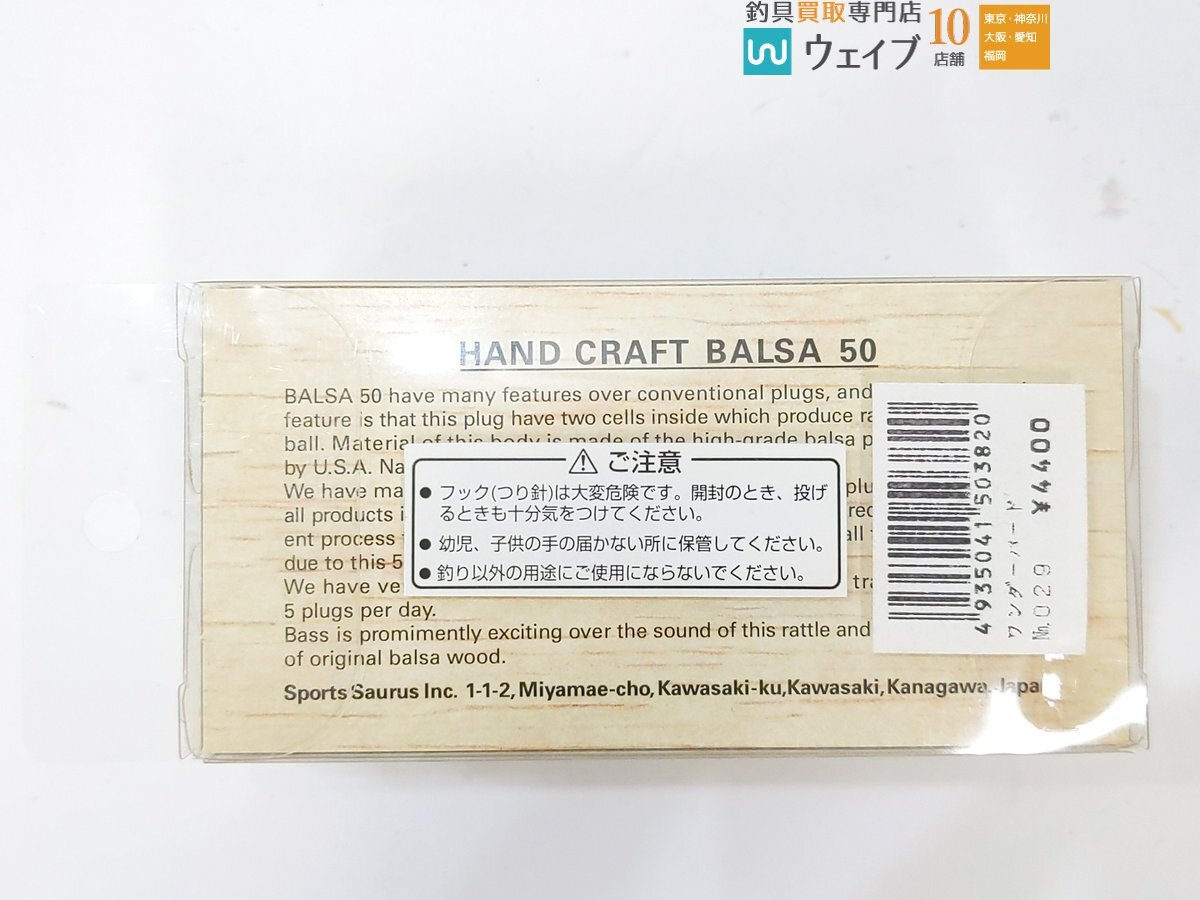 釣具買取専門店
ウェイブ
10
店舗
東京・神奈川
大阪・愛知
福岡
HAND CRAFT BALSA 50
BALSA 50 have many features over conventional plugs, and
feature is that this plug have two cells inside which produce
ball. Material of this body is made of the high-grade balsa
by U.S.A.
We have
all products
ent process
due to this
We have
5 plugs per day.
Bass is promimently exciting over the sound of this rattle and
of original balsa wood.
Sports Saurus Inc. 1-1-2, Miyamae-cho, Kawasaki-ku, Kawasaki, Kanagawa, Japan
ご注意
● フック(つり針)は大変危険です。開封のとき、投げ
るときも十分気をつけてください。
● 幼児、子供の手の届かない所に保管してください。
● 釣り以外の用途にご使用にならないでください。
4935041503820
ワンダーバード
№029
¥4400